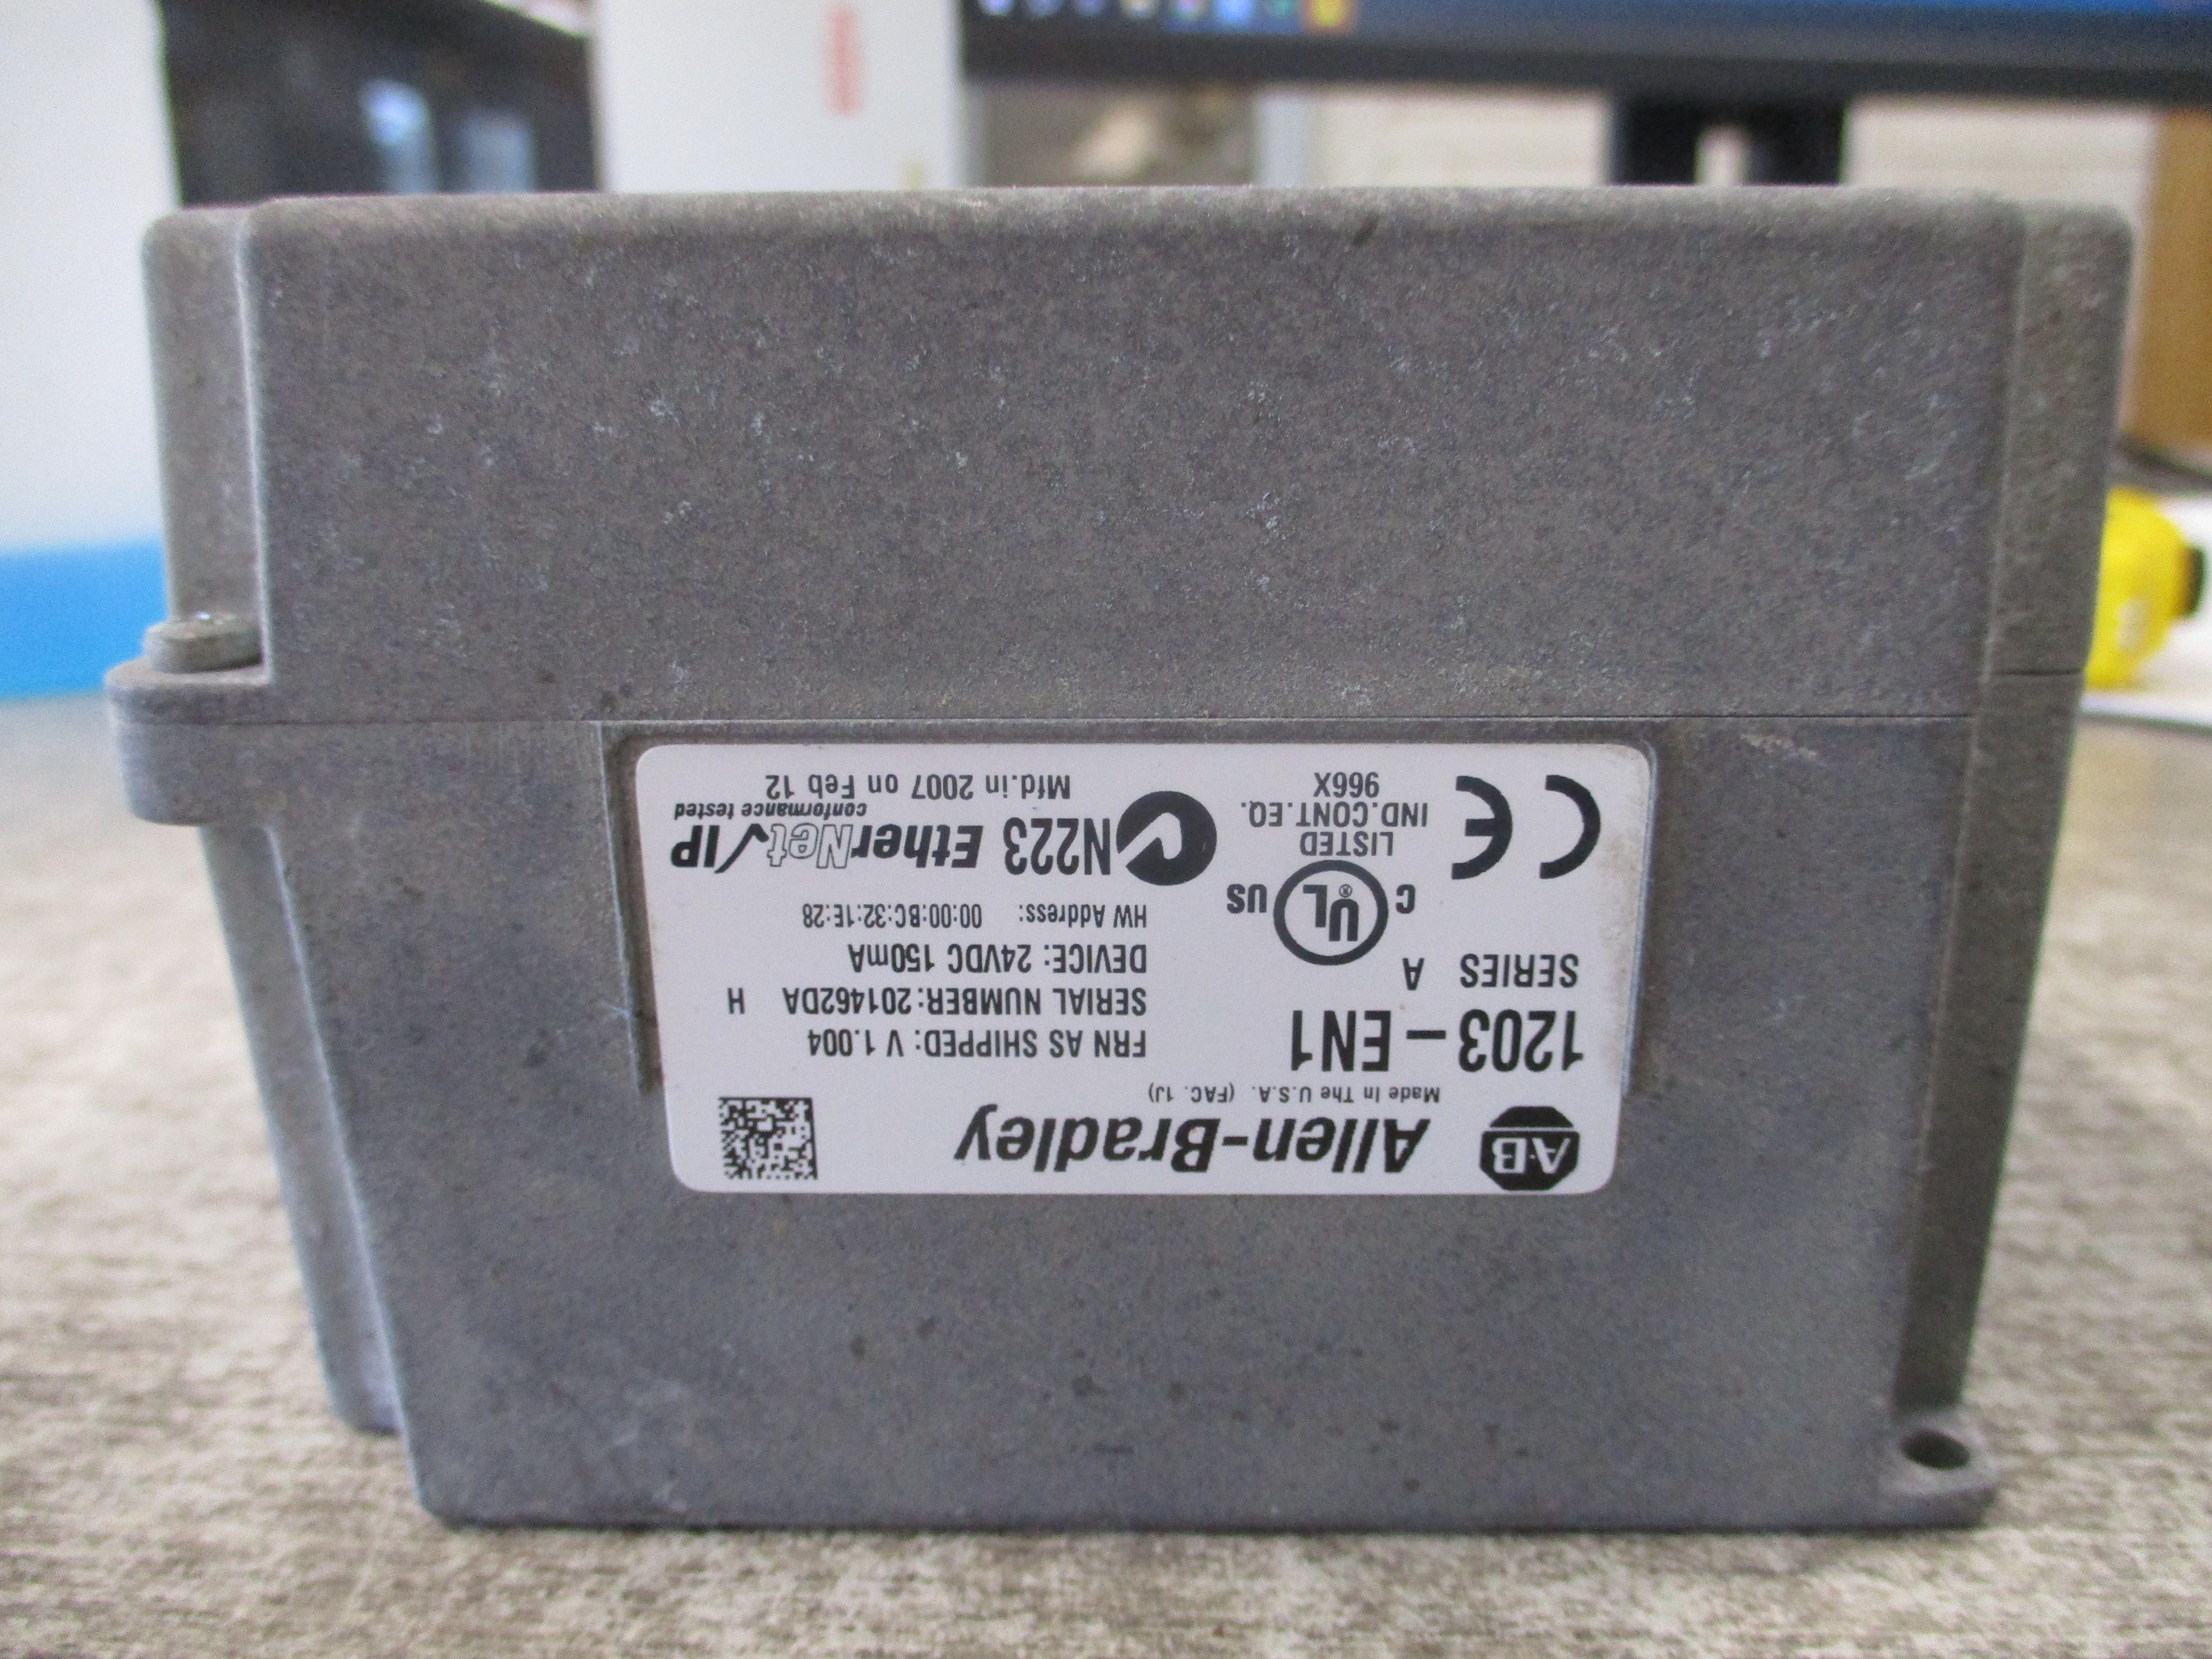 A·B
Allen-Bradley
Made In The U.S.A. (FAC. 1J)
1203-EN1
SERIES A
FRN AS SHIPPED: V 1.004
SERIAL NUMBER: 201462DA H
DEVICE: 24VDC 150mA
HW Address: 00:00:BC:32:1E:28
C UL® US
LISTED
IND.CONT.EQ.
966X
CE
N223
EtherNet/IP
conformance tested
Mfd.in 2007 on Feb 12